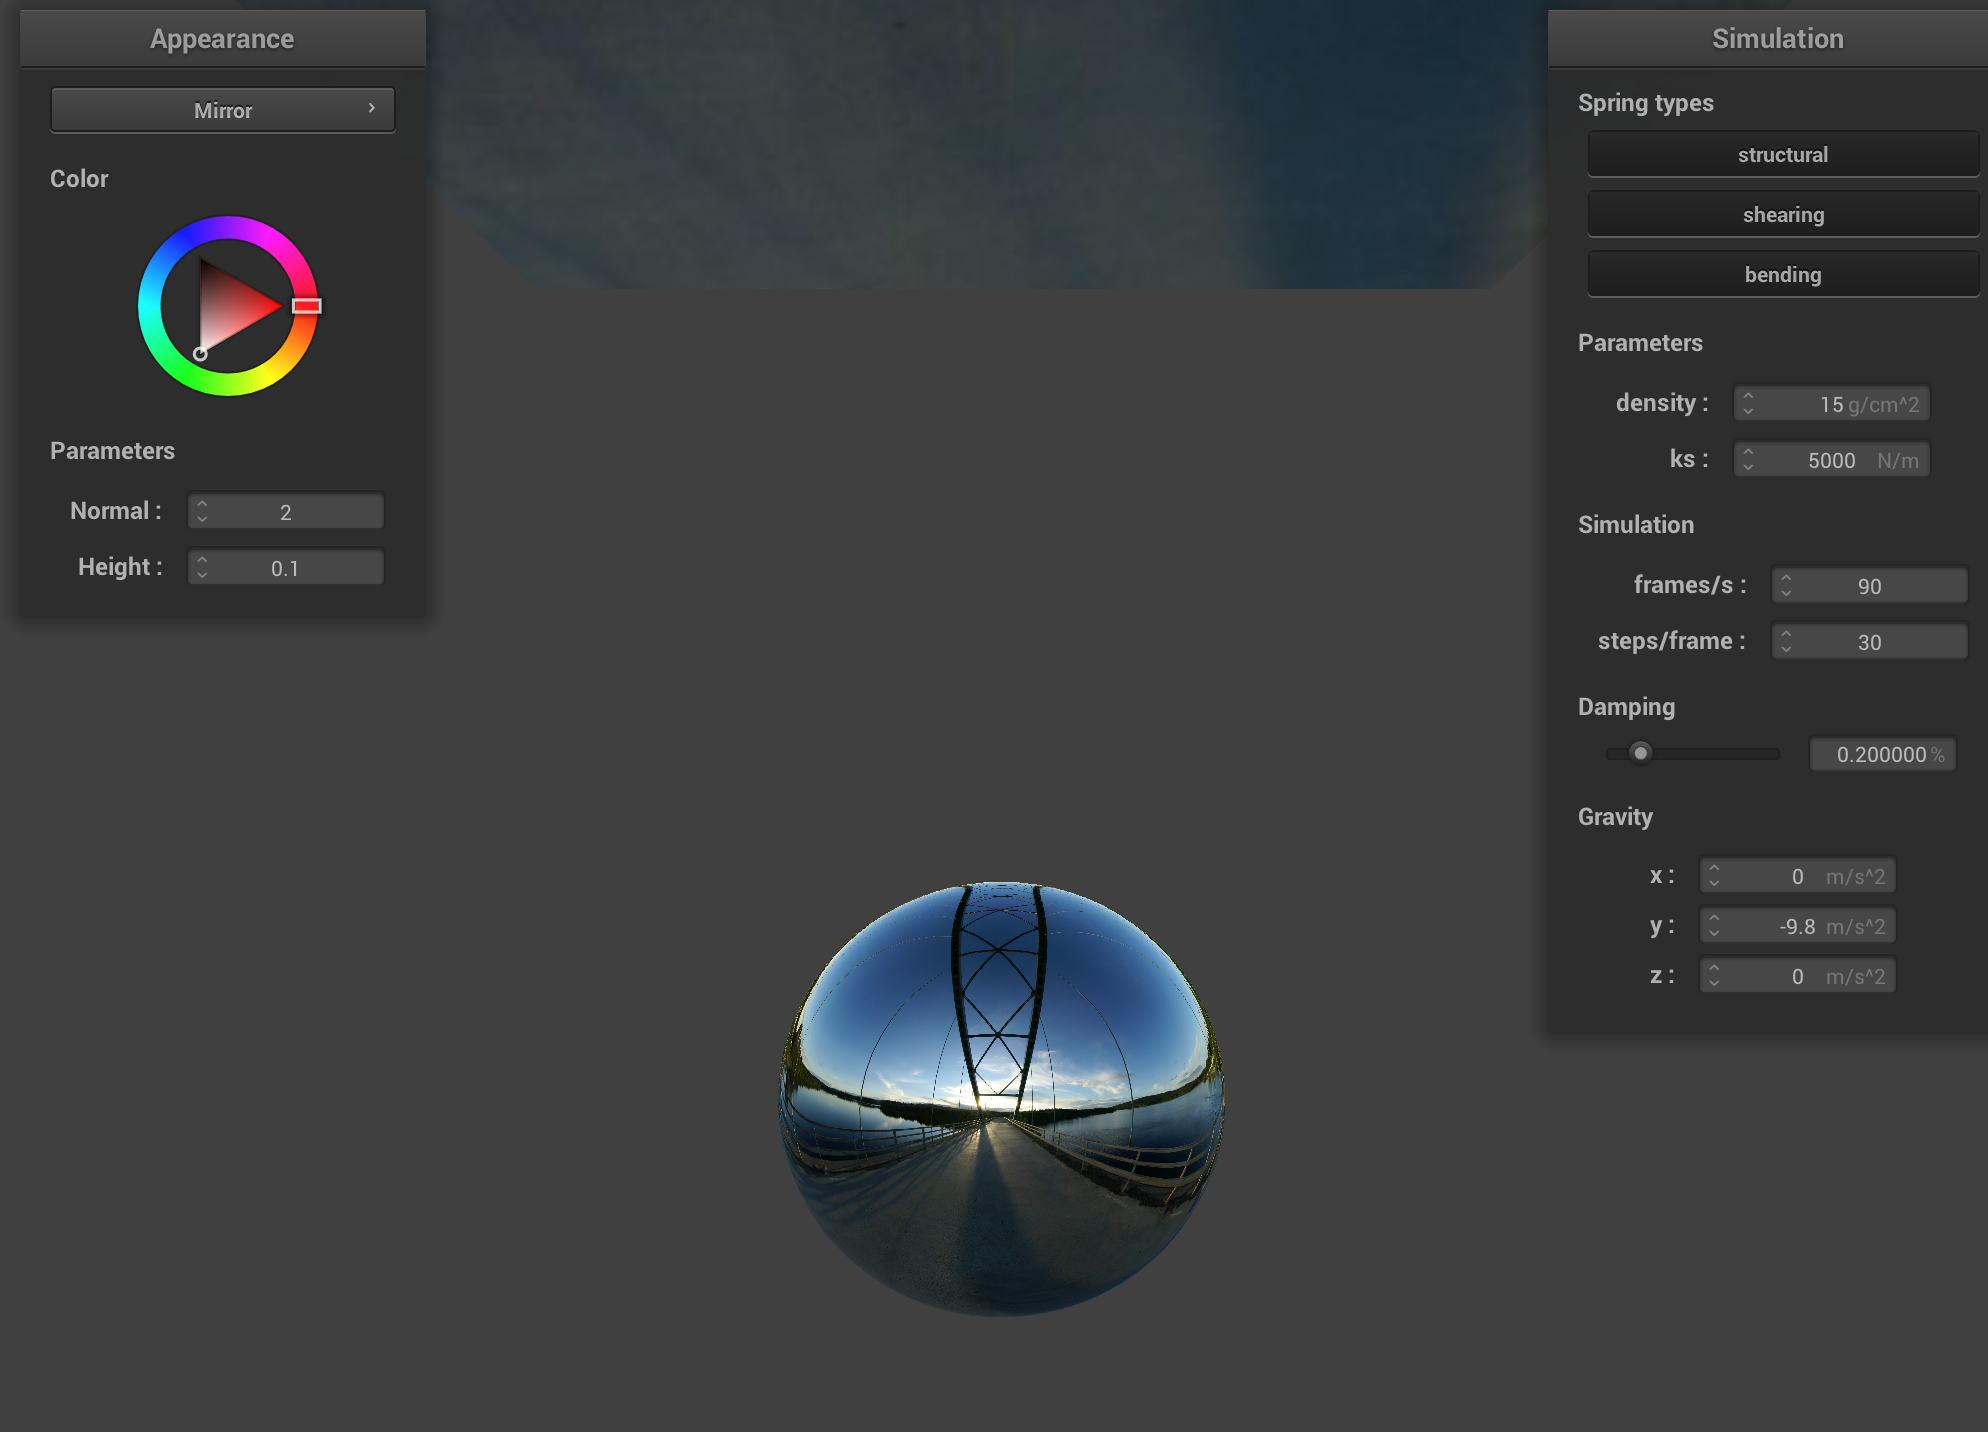 Appearance
Mirror
Color
Parameters
Normal : 2
Height : 0.1
Simulation
Spring types
structural
shearing
bending
Parameters
density : 15 g/cm^2
ks : 5000 N/m
Simulation
frames/s : 90
steps/frame : 30
Damping
0.200000 %
Gravity
x : 0 m/s^2
y : -9.8 m/s^2
z : 0 m/s^2